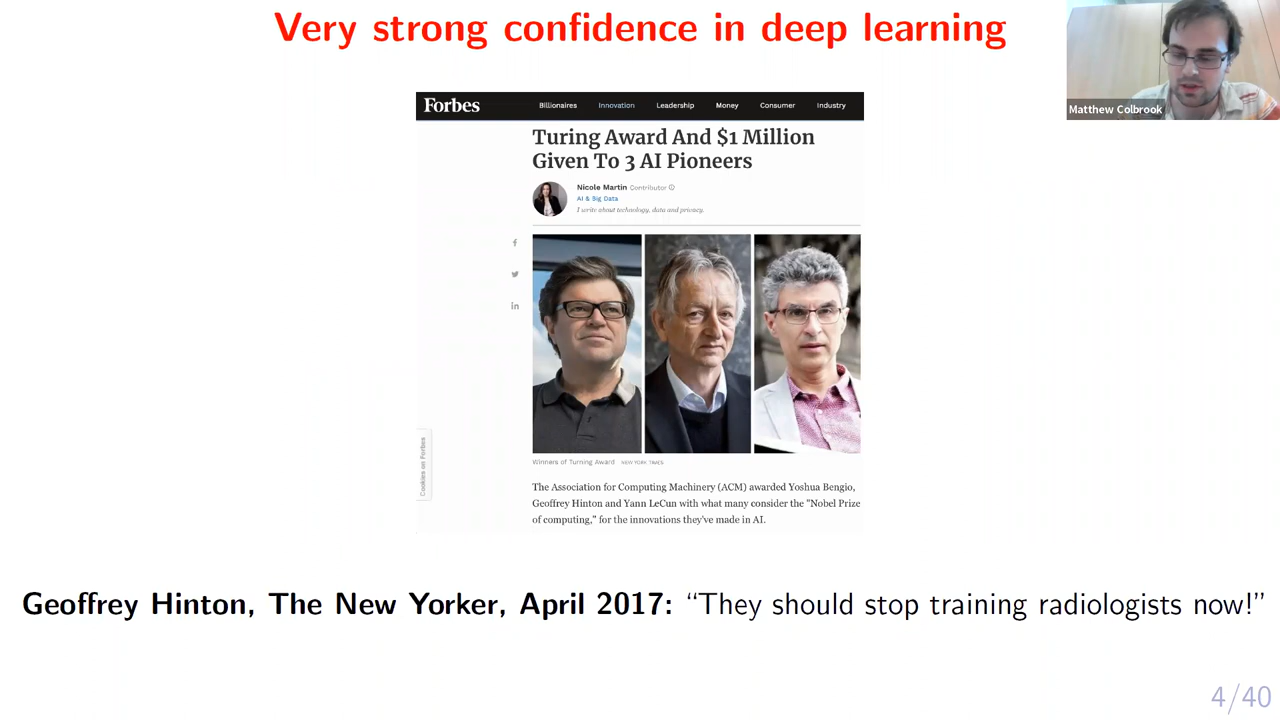 Very strong confidence in deep learning
Matthew Colbrook
Forbes
Billionaires Innovation Leadership Money Consumer Industry
Turing Award And $1 Million
Given To 3 AI Pioneers
Nicole Martin Contributor
AI & Big Data
I write about technology, data and privacy.
f
in
Cookies on Forbes
Winners of Turning Award NEW YORK TIMES
The Association for Computing Machinery (ACM) awarded Yoshua Bengio,
Geoffrey Hinton and Yann LeCun with what many consider the "Nobel Prize
of computing," for the innovations they've made in AI.
Geoffrey Hinton, The New Yorker, April 2017: “They should stop training radiologists now!”
4/40